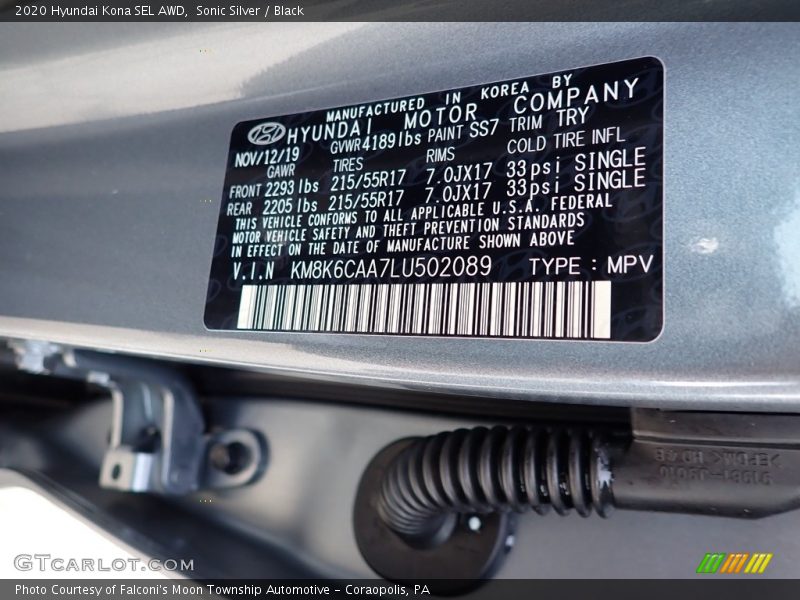 2020 Hyundai Kona SEL AWD,  Sonic Silver / Black
MANUFACTURED IN KOREA BY
HYUNDAI MOTOR COMPANY
NOV/12/19 GVWR4189lbs PAINT SS7 TRIM TRY
GAWR TIRES RIMS COLD TIRE INFL
FRONT 2293 lbs 215/55R17 7.0JX17 33psi SINGLE
REAR 2205 lbs 215/55R17 7.0JX17 33psi SINGLE
THIS VEHICLE CONFORMS TO ALL APPLICABLE U.S.A. FEDERAL
MOTOR VEHICLE SAFETY AND THEFT PREVENTION STANDARDS
IN EFFECT ON THE DATE OF MANUFACTURE SHOWN ABOVE
V.I.N KM8K6CAA7LU502089 TYPE : MPV
>EPDM< HD GB
GTCARLOT.COM
Photo Courtesy of Falconi's Moon Township Automotive - Coraopolis, PA